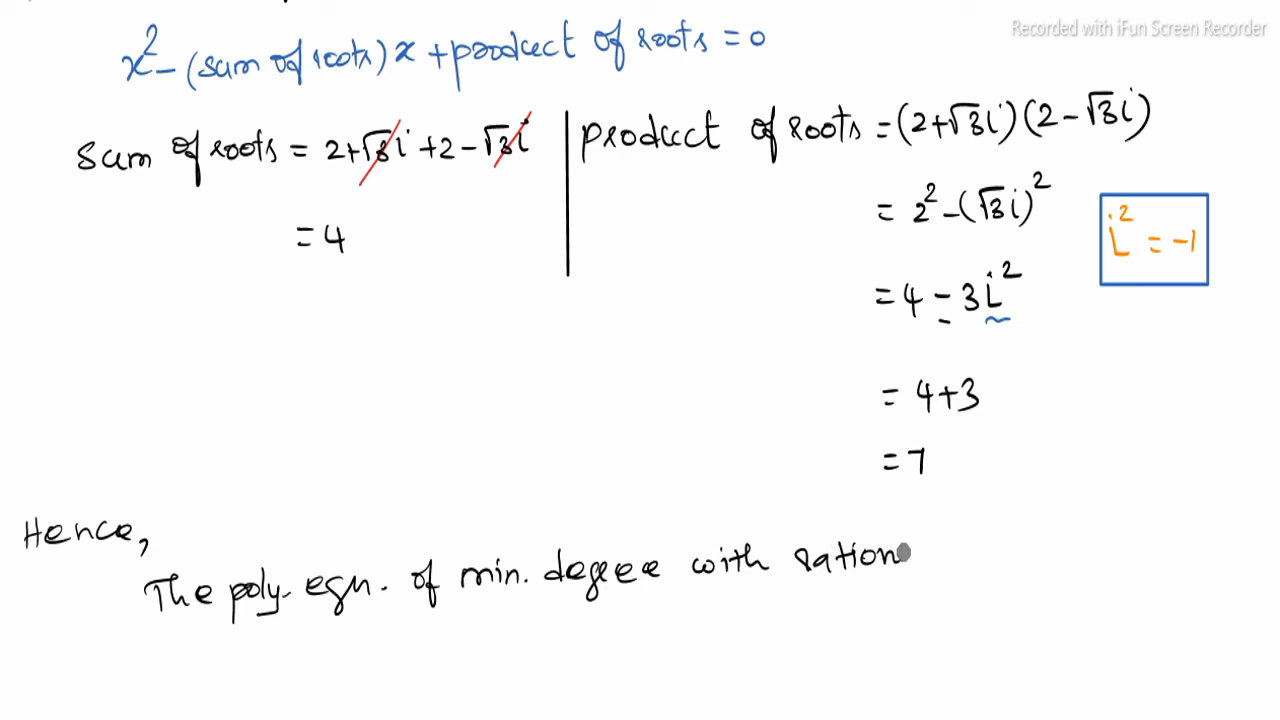 Recorded with iFun Screen Recorder
x² - (sum of roots) x + product of roots = 0
sum of roots = 2+√3i +2-√3i
= 4
product of roots = (2+√3i)(2-√3i)
= 2² - (√3i)²
= 4 - 3i²
= 4+3
= 7
i² = -1
Hence,
The poly. eqn. of min. degree with ration